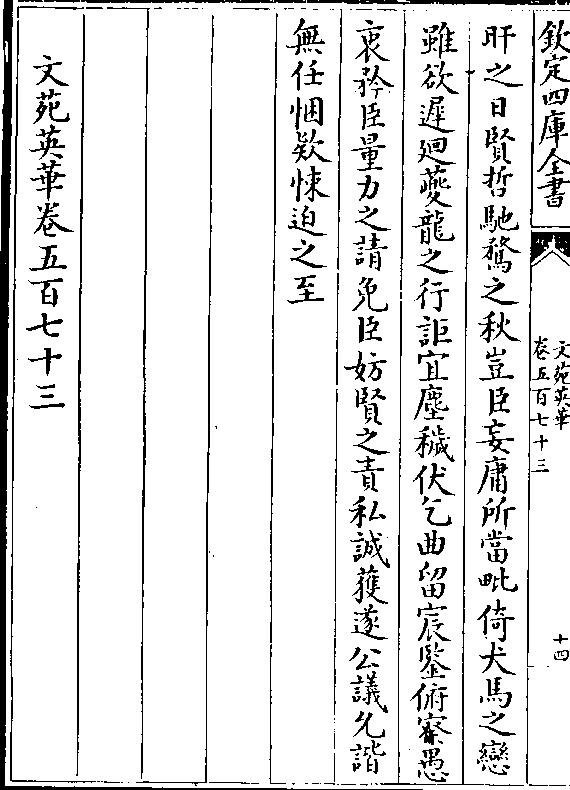 欽定四庫全書
文苑英華
卷五百七十三
十四
旰之日賢哲馳騖之秋豈臣妄庸所當毗倚犬馬之戀
雖欲遲迴夔龍之行詎宜塵穢伏乞曲留宸鑒俯察愚
衷矜臣量力之請免臣妨賢之責私誠獲遂公議允諧
無任悃欵悚迫之至
文苑英華卷五百七十三